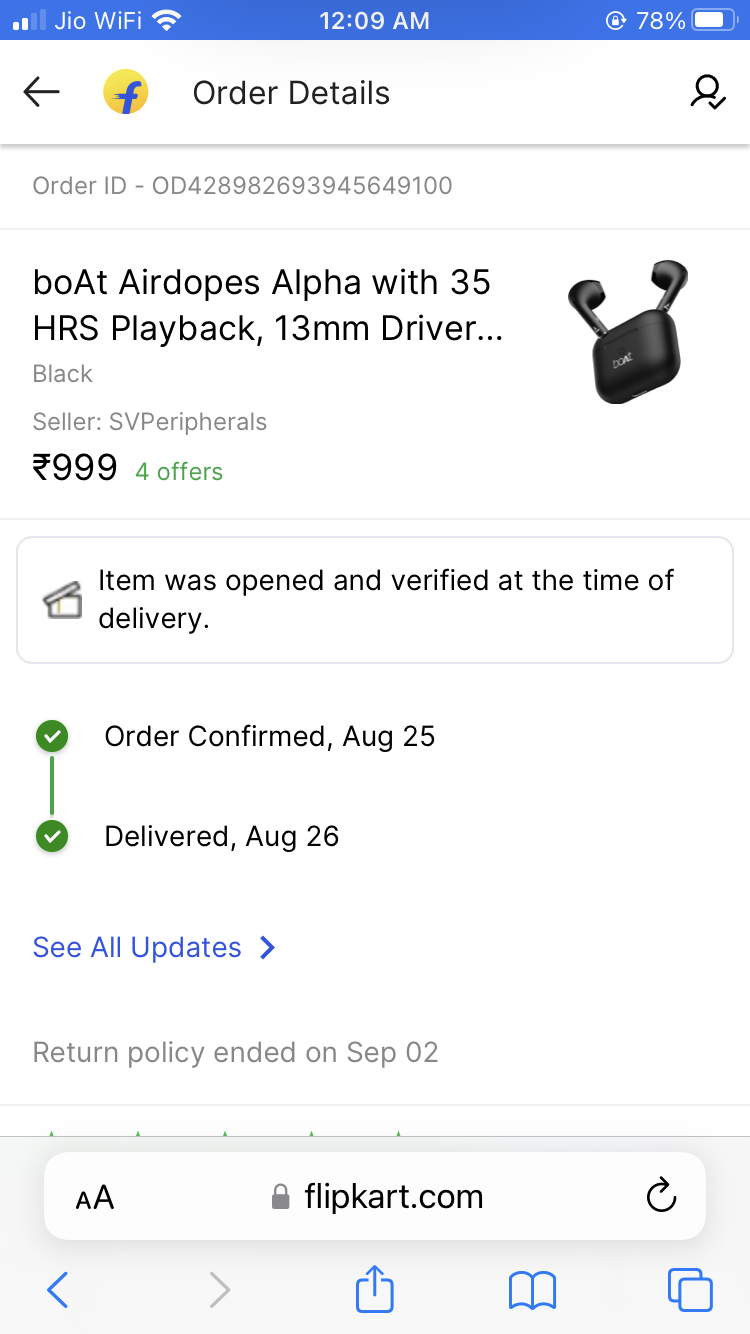 Jio WiFi 12:09 AM 78%
f Order Details
Order ID - OD428982693945649100
boAt Airdopes Alpha with 35
HRS Playback, 13mm Driver...
boAt
Black
Seller: SVPeripherals
₹999 4 offers
Item was opened and verified at the time of
delivery.
Order Confirmed, Aug 25
Delivered, Aug 26
See All Updates
Return policy ended on Sep 02
AA flipkart.com